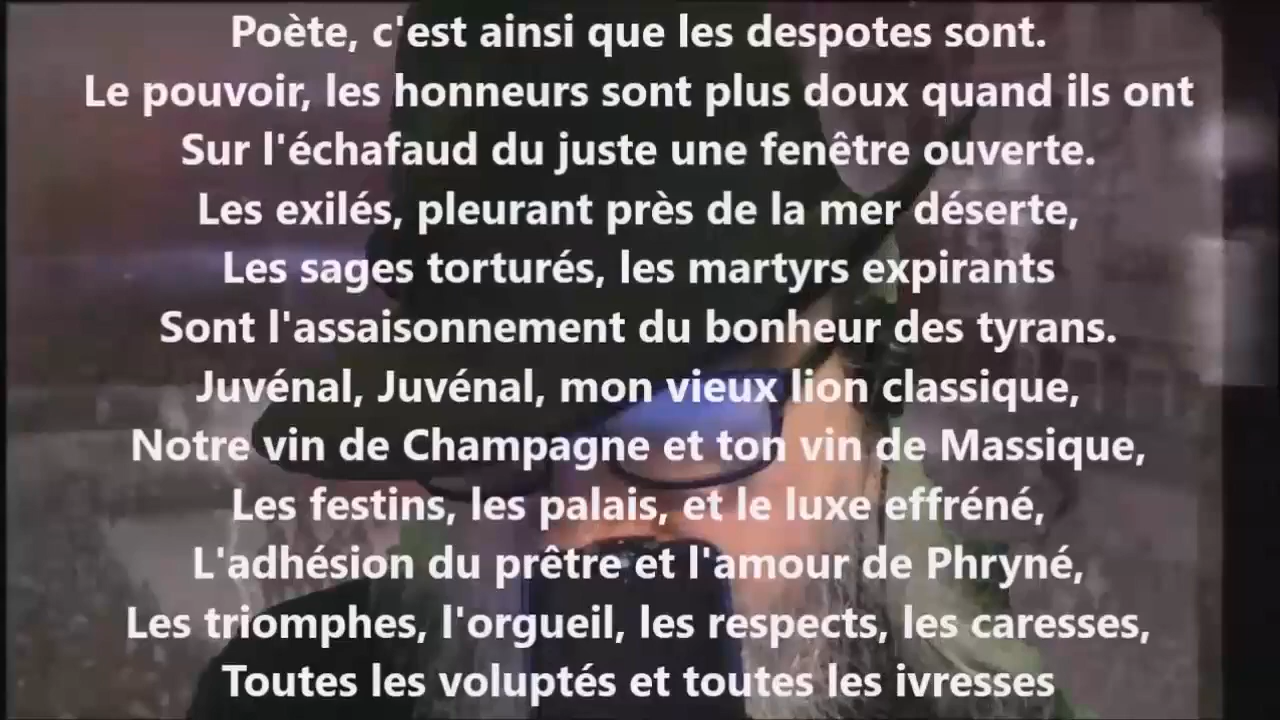 Poète, c'est ainsi que les despotes sont.
Le pouvoir, les honneurs sont plus doux quand ils ont
Sur l'échafaud du juste une fenêtre ouverte.
Les exilés, pleurant près de la mer déserte,
Les sages torturés, les martyrs expirants
Sont l'assaisonnement du bonheur des tyrans.
Juvénal, Juvénal, mon vieux lion classique,
Notre vin de Champagne et ton vin de Massique,
Les festins, les palais, et le luxe effréné,
L'adhésion du prêtre et l'amour de Phryné,
Les triomphes, l'orgueil, les respects, les caresses,
Toutes les voluptés et toutes les ivresses